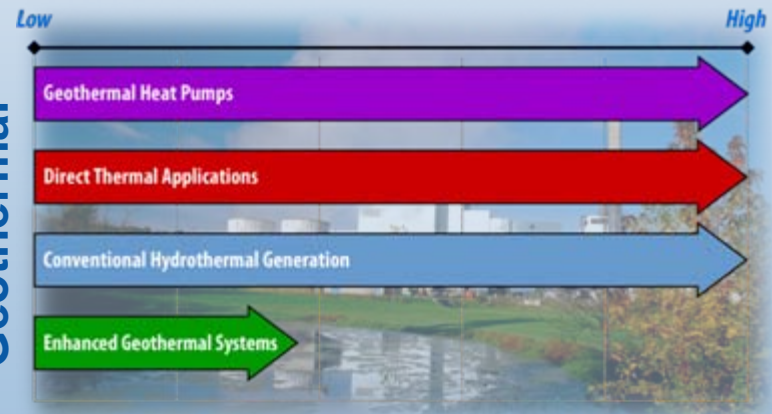 Low
High
Geothermal
Geothermal Heat Pumps
Direct Thermal Applications
Conventional Hydrothermal Generation
Enhanced Geothermal Systems